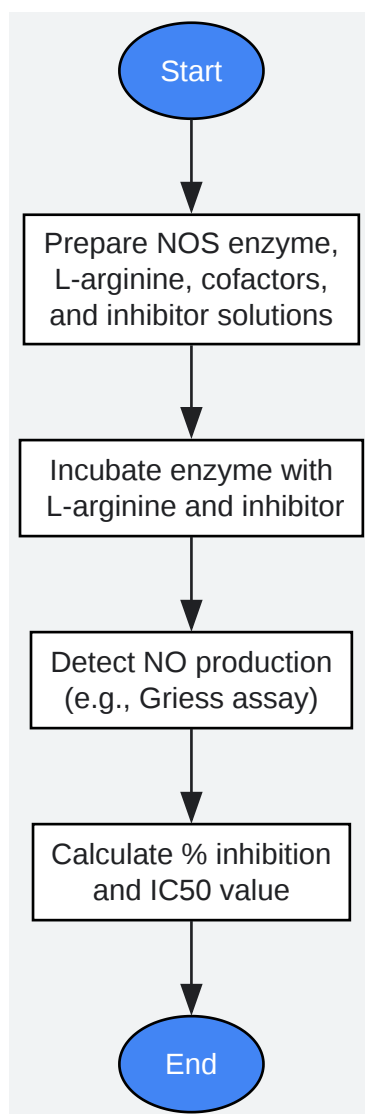 Start
Prepare NOS enzyme,
L-arginine, cofactors,
and inhibitor solutions
Incubate enzyme with
L-arginine and inhibitor
Detect NO production
(e.g., Griess assay)
Calculate % inhibition
and IC50 value
End